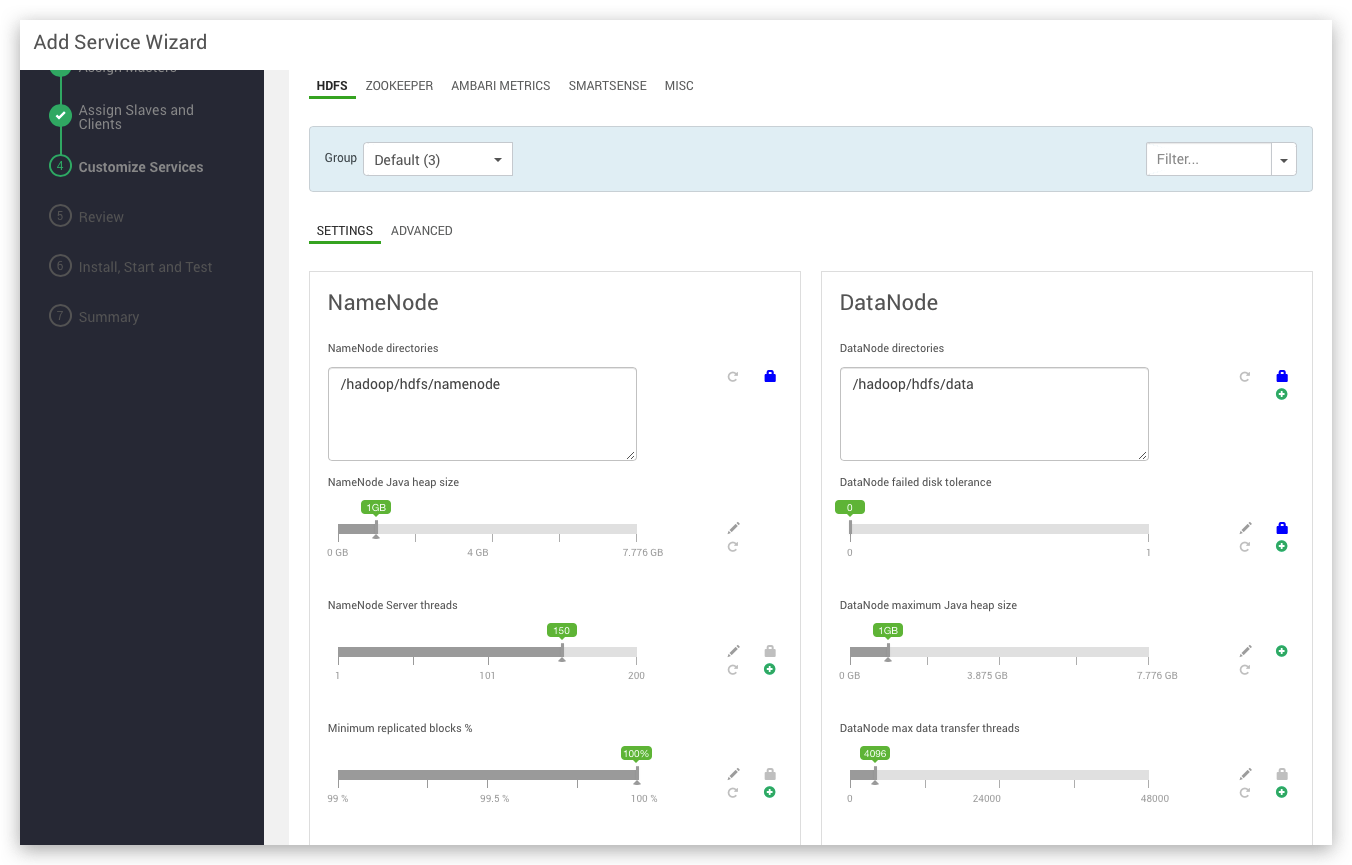 Add Service Wizard
Assign Masters
Assign Slaves and
Clients
4 Customize Services
5 Review
6 Install, Start and Test
7 Summary
HDFS ZOOKEEPER AMBARI METRICS SMARTSENSE MISC
Group Default (3) Filter...
SETTINGS ADVANCED
NameNode
NameNode directories
/hadoop/hdfs/namenode
NameNode Java heap size
1GB
0 GB 4 GB 7.776 GB
NameNode Server threads
150
1 101 200
Minimum replicated blocks %
100%
99 % 99.5 % 100 %
DataNode
DataNode directories
/hadoop/hdfs/data
DataNode failed disk tolerance
0
0 1
DataNode maximum Java heap size
1GB
0 GB 3.875 GB 7.776 GB
DataNode max data transfer threads
4096
0 24000 48000